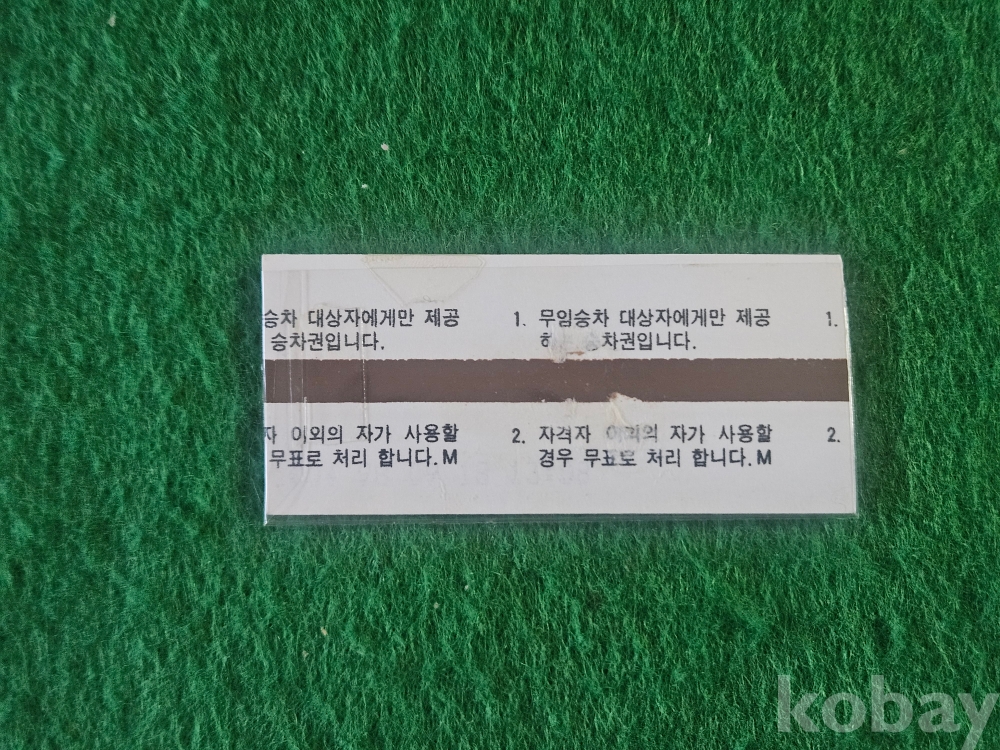 승차 대상자에게만 제공
승차권입니다.
1. 무임승차 대상자에게만 제공
승차권입니다.
1.
자 이외의 자가 사용할
무표로 처리 합니다.M
2. 자격자 이외의 자가 사용할
경우 무표로 처리 합니다.M
2.
kobay